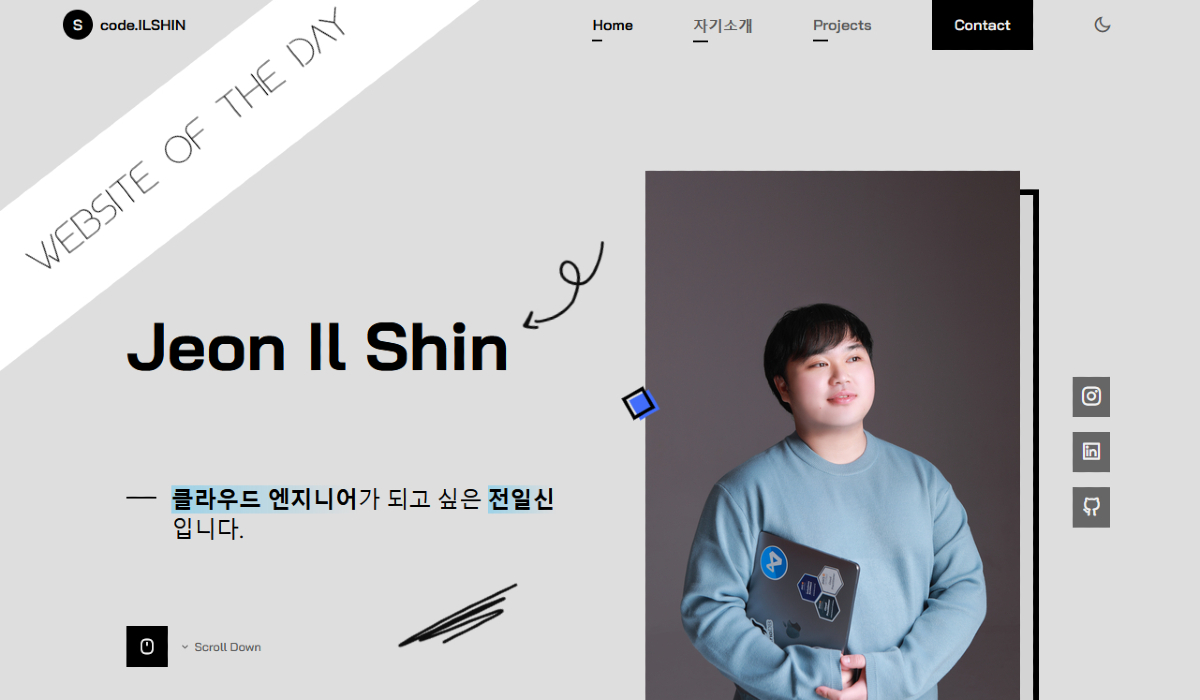 S code.ILSHIN
Home 자기소개 Projects Contact
WEBSITE OF THE DAY
Jeon Il Shin
클라우드 엔지니어가 되고 싶은 전일신
입니다.
Scroll Down
in